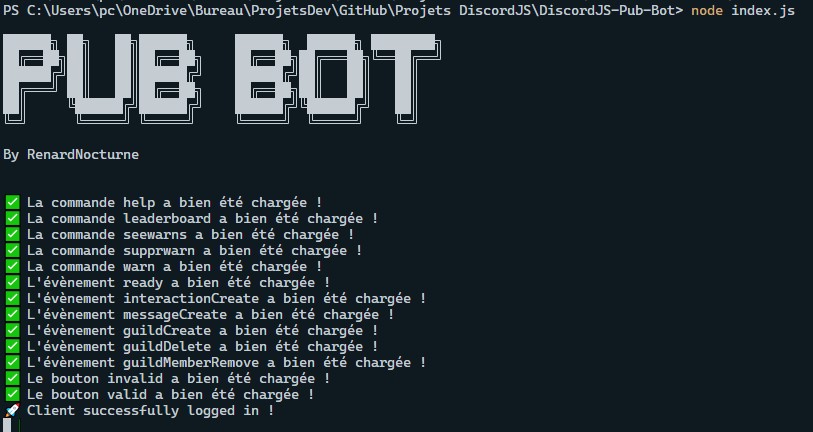 PS C:\Users\pc\OneDrive\Bureau\ProjetsDev\GitHub\Projets DiscordJS\DiscordJS-Pub-Bot> node index.js
PUB BOT
By RenardNocturne
✅ La commande help a bien été chargée !
✅ La commande leaderboard a bien été chargée !
✅ La commande seewarns a bien été chargée !
✅ La commande supprwarn a bien été chargée !
✅ La commande warn a bien été chargée !
✅ L'évènement ready a bien été chargée !
✅ L'évènement interactionCreate a bien été chargée !
✅ L'évènement messageCreate a bien été chargée !
✅ L'évènement guildCreate a bien été chargée !
✅ L'évènement guildDelete a bien été chargée !
✅ L'évènement guildMemberRemove a bien été chargée !
✅ Le bouton invalid a bien été chargée !
✅ Le bouton valid a bien été chargée !
🚀 Client successfully logged in !